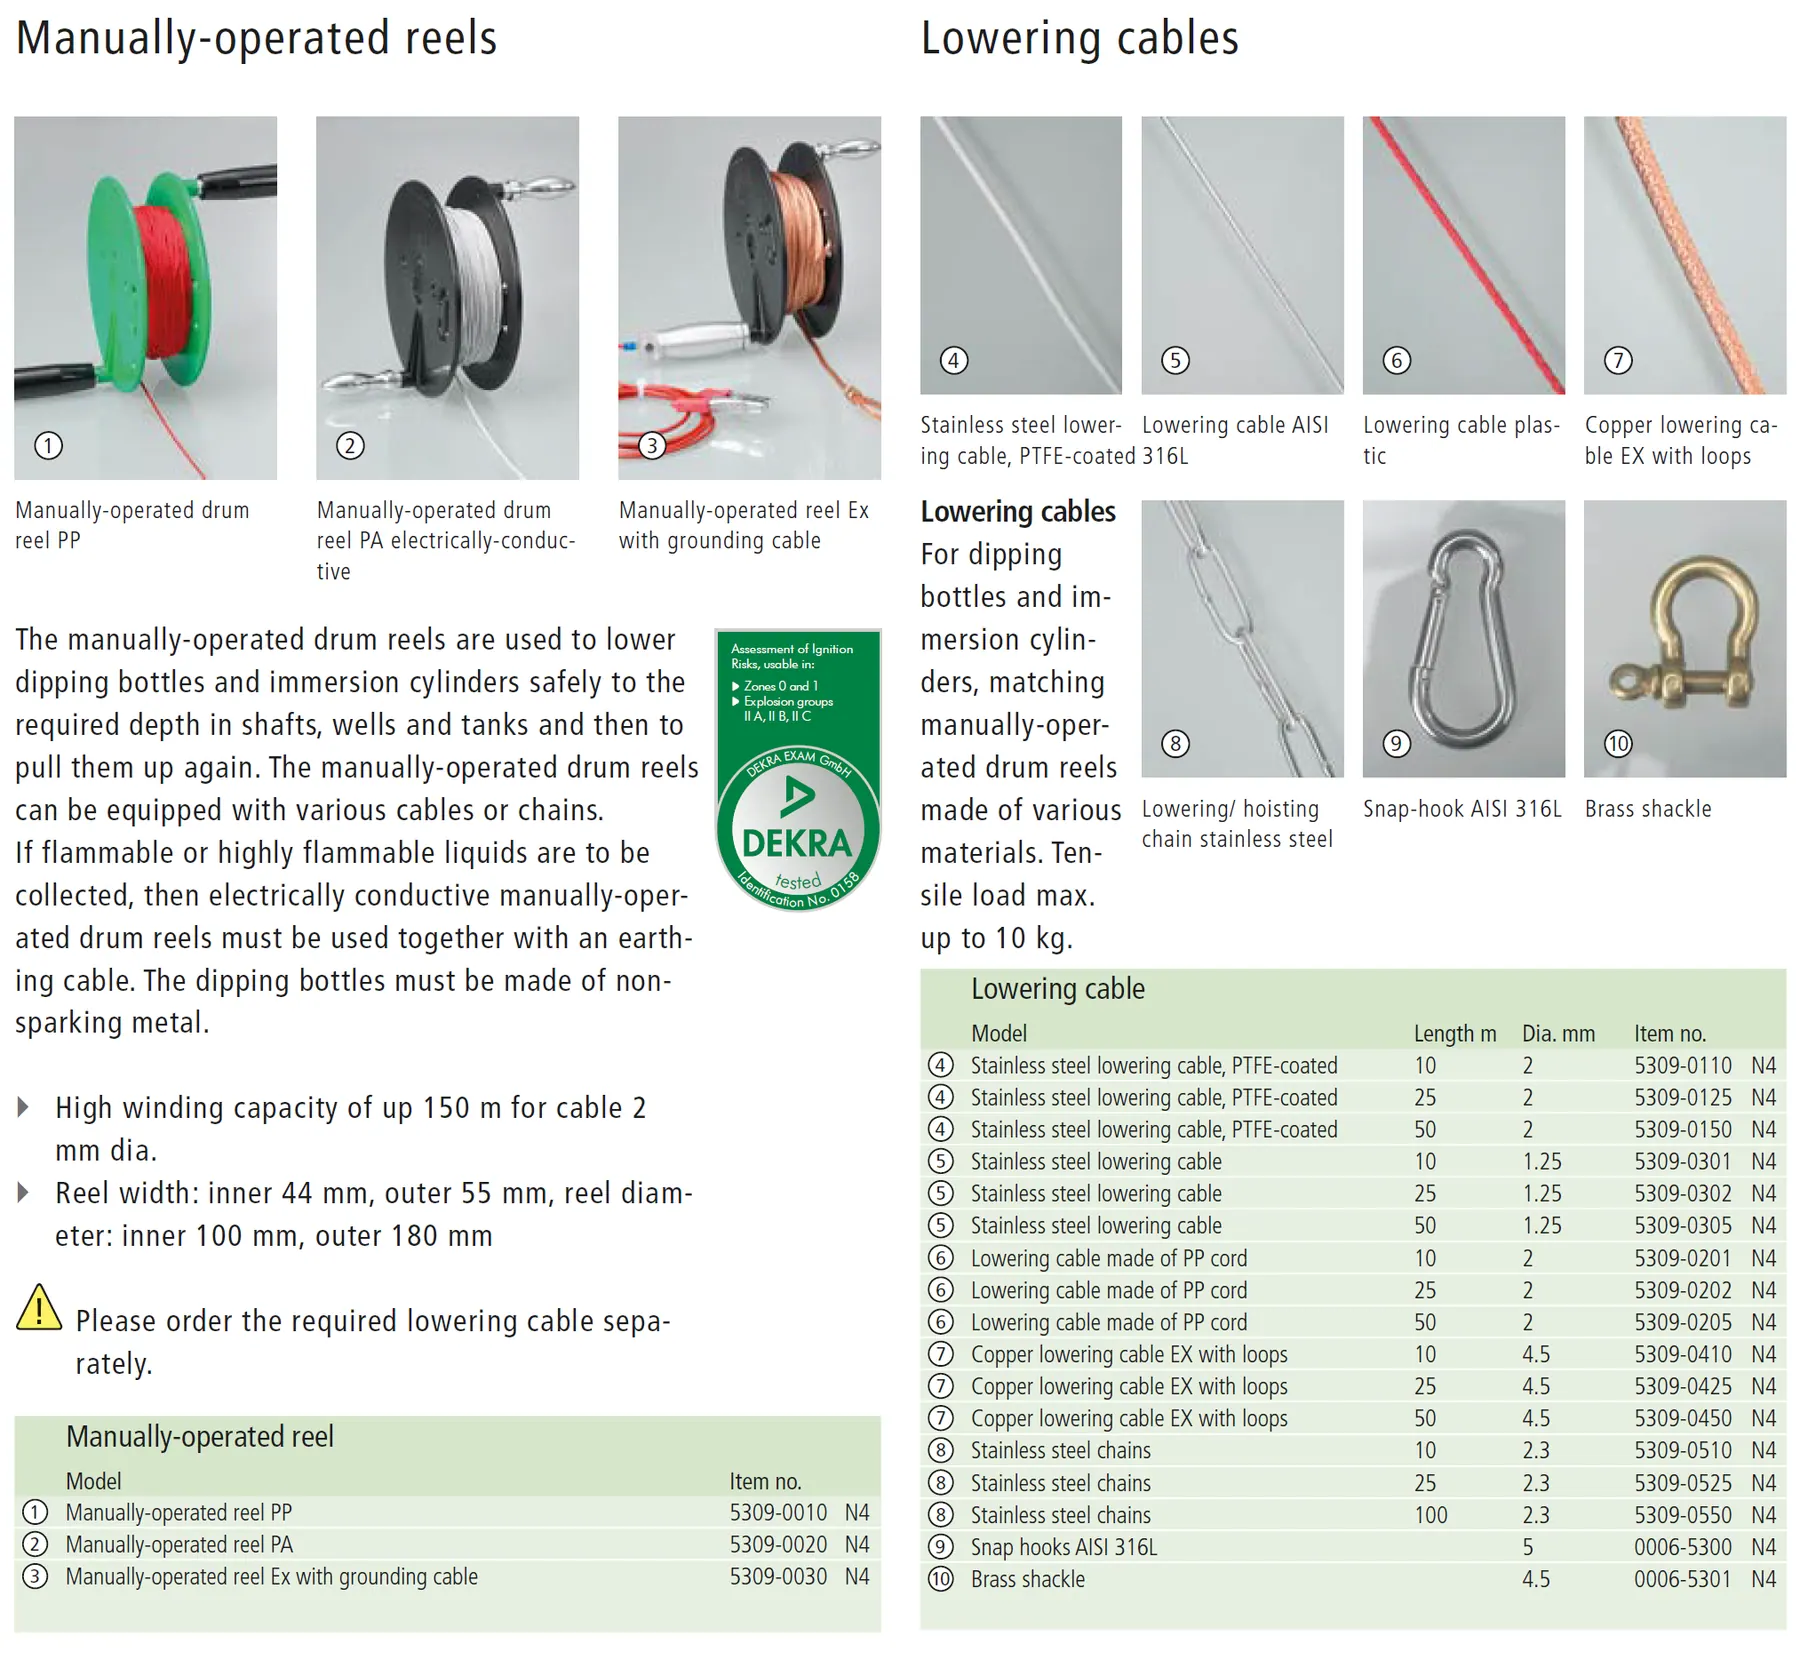 Manually-operated reels
1
2
3
Manually-operated drum
reel PP
Manually-operated drum
reel PA electrically-conduc-
tive
Manually-operated reel Ex
with grounding cable
The manually-operated drum reels are used to lower
dipping bottles and immersion cylinders safely to the
required depth in shafts, wells and tanks and then to
pull them up again. The manually-operated drum reels
can be equipped with various cables or chains.
If flammable or highly flammable liquids are to be
collected, then electrically conductive manually-oper-
ated drum reels must be used together with an earth-
ing cable. The dipping bottles must be made of non-
sparking metal.
Assessment of Ignition
Risks, usable in:
Zones 0 and 1
Explosion groups
II A, II B, II C
DEKRA EXAM GmbH
DEKRA
tested
Identification No. 0158
High winding capacity of up 150 m for cable 2
mm dia.
Reel width: inner 44 mm, outer 55 mm, reel diam-
eter: inner 100 mm, outer 180 mm
Please order the required lowering cable sepa-
rately.
Manually-operated reel
Model Item no.
1 Manually-operated reel PP 5309-0010 N4
2 Manually-operated reel PA 5309-0020 N4
3 Manually-operated reel Ex with grounding cable 5309-0030 N4
Lowering cables
4
5
6
7
Stainless steel lower-
ing cable, PTFE-coated
Lowering cable AISI
316L
Lowering cable plas-
tic
Copper lowering ca-
ble EX with loops
Lowering cables
For dipping
bottles and im-
mersion cylin-
ders, matching
manually-oper-
ated drum reels
made of various
materials. Ten-
sile load max.
up to 10 kg.
8
9
10
Lowering/ hoisting
chain stainless steel
Snap-hook AISI 316L
Brass shackle
Lowering cable
Model Length m Dia. mm Item no.
4 Stainless steel lowering cable, PTFE-coated 10 2 5309-0110 N4
4 Stainless steel lowering cable, PTFE-coated 25 2 5309-0125 N4
4 Stainless steel lowering cable, PTFE-coated 50 2 5309-0150 N4
5 Stainless steel lowering cable 10 1.25 5309-0301 N4
5 Stainless steel lowering cable 25 1.25 5309-0302 N4
5 Stainless steel lowering cable 50 1.25 5309-0305 N4
6 Lowering cable made of PP cord 10 2 5309-0201 N4
6 Lowering cable made of PP cord 25 2 5309-0202 N4
6 Lowering cable made of PP cord 50 2 5309-0205 N4
7 Copper lowering cable EX with loops 10 4.5 5309-0410 N4
7 Copper lowering cable EX with loops 25 4.5 5309-0425 N4
7 Copper lowering cable EX with loops 50 4.5 5309-0450 N4
8 Stainless steel chains 10 2.3 5309-0510 N4
8 Stainless steel chains 25 2.3 5309-0525 N4
8 Stainless steel chains 100 2.3 5309-0550 N4
9 Snap hooks AISI 316L 5 0006-5300 N4
10 Brass shackle 4.5 0006-5301 N4